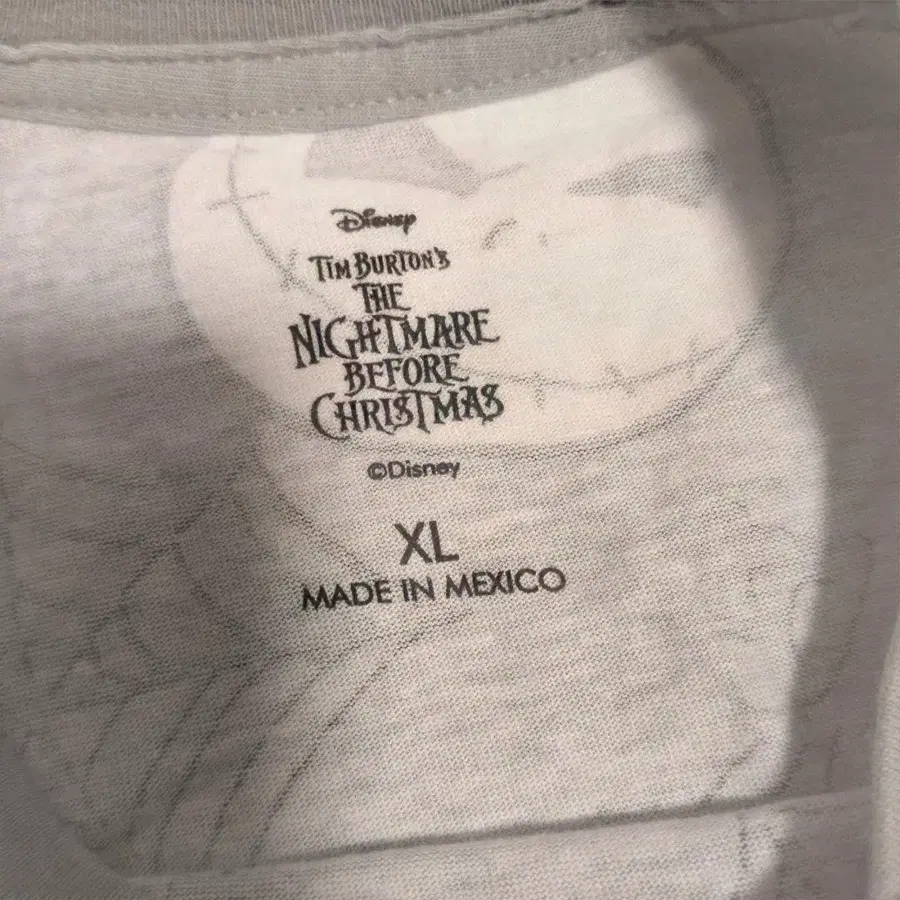 Disney
TIM BURTON'S
THE
NIGHTMARE
BEFORE
CHRISTMAS
©Disney
XL
MADE IN MEXICO